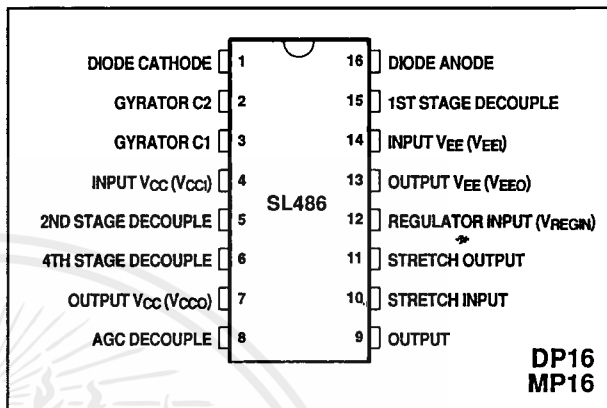 DIODE CATHODE 1 16 DIODE ANODE
GYRATOR C2 2 15 1ST STAGE DECOUPLE
GYRATOR C1 3 14 INPUT VEE (VEEI)
INPUT VCC (VCCI) 4 13 OUTPUT VEE (VEEO)
SL486
2ND STAGE DECOUPLE 5 12 REGULATOR INPUT (VREGIN)
4TH STAGE DECOUPLE 6 11 STRETCH OUTPUT
OUTPUT VCC (VCCO) 7 10 STRETCH INPUT
AGC DECOUPLE 8 9 OUTPUT
DP16
MP16